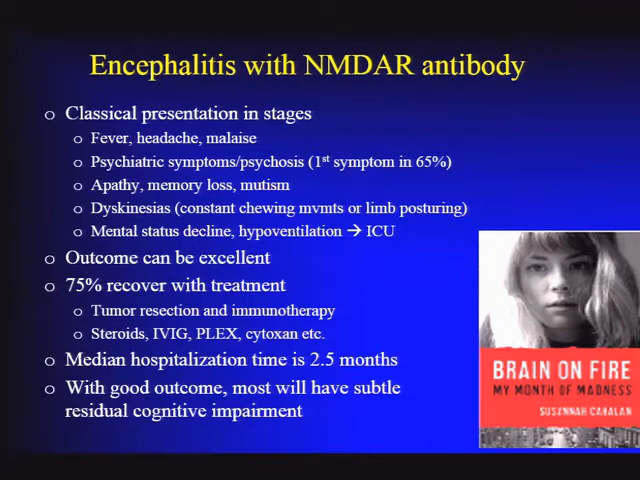 Encephalitis with NMDAR antibody
o Classical presentation in stages
o Fever, headache, malaise
o Psychiatric symptoms/psychosis (1st symptom in 65%)
o Apathy, memory loss, mutism
o Dyskinesias (constant chewing mvmts or limb posturing)
o Mental status decline, hypoventilation → ICU
o Outcome can be excellent
o 75% recover with treatment
o Tumor resection and immunotherapy
o Steroids, IVIG, PLEX, cytoxan etc.
o Median hospitalization time is 2.5 months
o With good outcome, most will have subtle
residual cognitive impairment
BRAIN ON FIRE
MY MONTH OF MADNESS
SUSANNAH CAHALAN